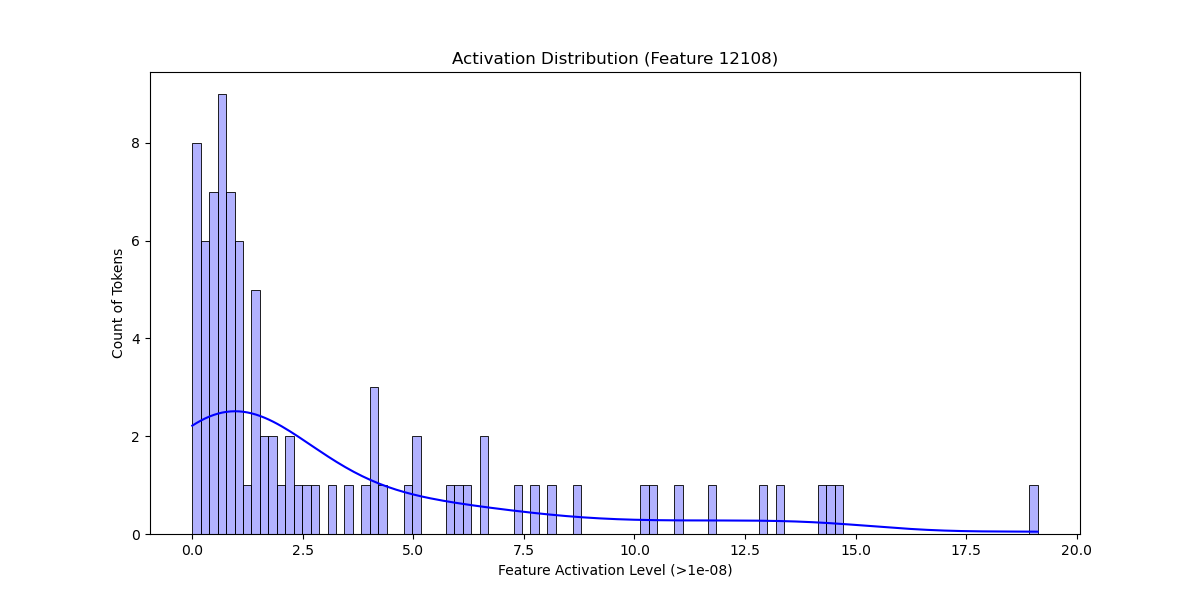 Activation Distribution (Feature 12108)
Count of Tokens
8
6
4
2
0
0.0 2.5 5.0 7.5 10.0 12.5 15.0 17.5 20.0
Feature Activation Level (>1e-08)